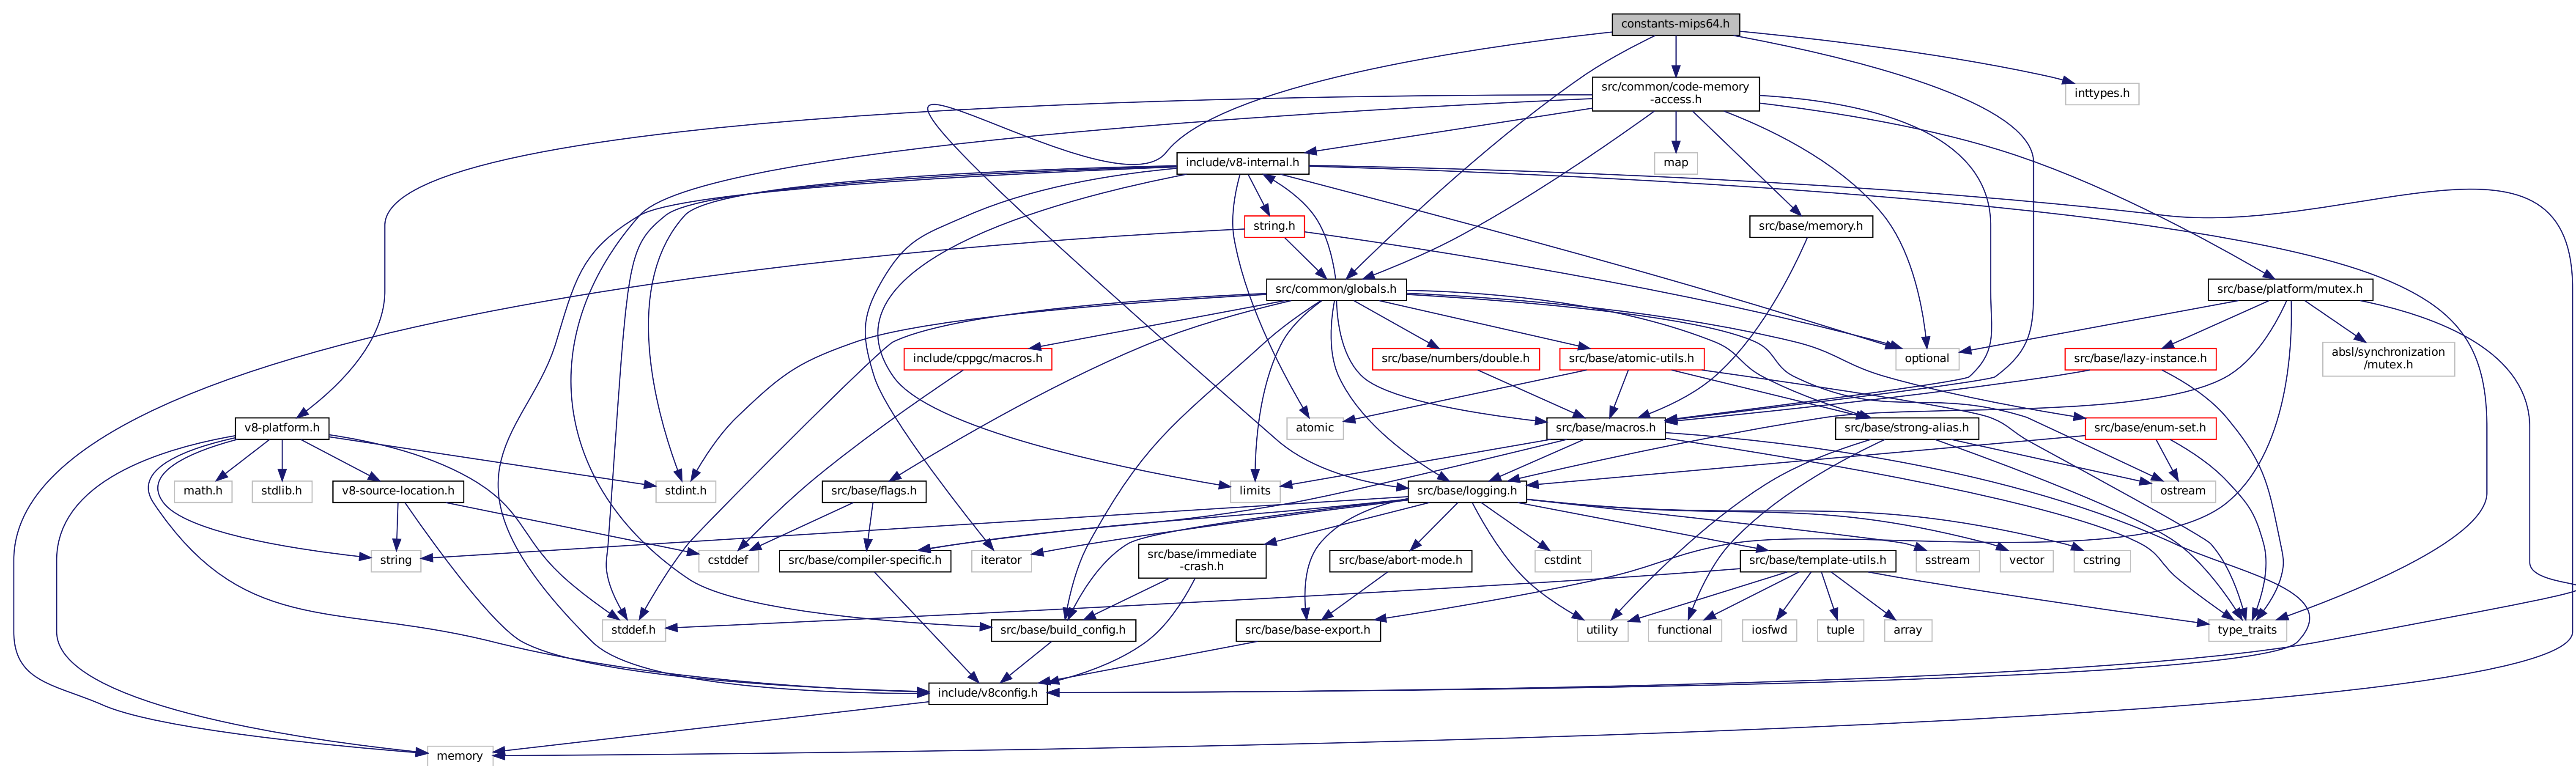 constants-mips64.h
src/common/code-memory
-access.h
inttypes.h
include/v8-internal.h
map
string.h
src/base/memory.h
src/common/globals.h
src/base/platform/mutex.h
include/cppgc/macros.h
src/base/numbers/double.h
src/base/atomic-utils.h
optional
src/base/lazy-instance.h
absl/synchronization
/mutex.h
v8-platform.h
atomic
src/base/macros.h
src/base/strong-alias.h
src/base/enum-set.h
math.h
stdlib.h
v8-source-location.h
stdint.h
src/base/flags.h
limits
src/base/logging.h
ostream
string
cstddef
src/base/compiler-specific.h
iterator
src/base/immediate
-crash.h
src/base/abort-mode.h
cstdint
src/base/template-utils.h
sstream
vector
cstring
stddef.h
src/base/build_config.h
src/base/base-export.h
utility
functional
iosfwd
tuple
array
type_traits
include/v8config.h
memory